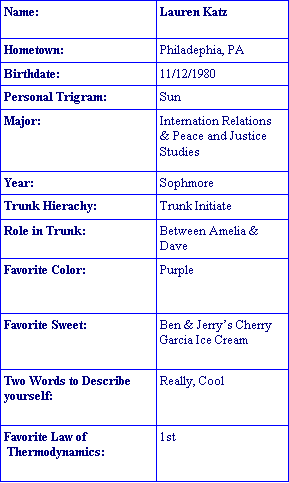 Name: Lauren Katz
Hometown: Philadephia, PA
Birthdate: 11/12/1980
Personal Trigram: Sun
Major: Internation Relations
& Peace and Justice
Studies
Year: Sophmore
Trunk Hierachy: Trunk Initiate
Role in Trunk: Between Amelia &
Dave
Favorite Color: Purple
Favorite Sweet: Ben & Jerry's Cherry
Garcia Ice Cream
Two Words to Describe Really, Cool
yourself:
Favorite Law of 1st
Thermodynamics: